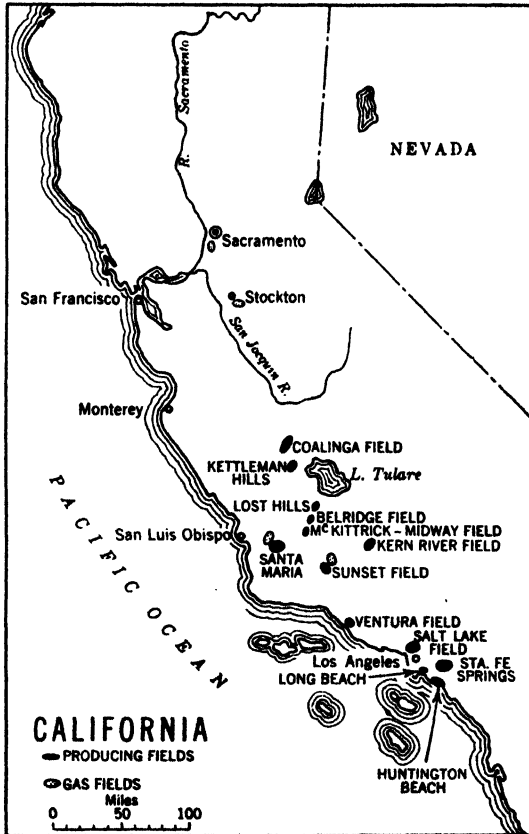 Sacramento
R.
NEVADA
Sacramento
San Francisco
Stockton
San Jocquin R.
Monterey
COALINGA FIELD
KETTLEMAN
HILLS
L. Tulare
LOST HILLS
BELRIDGE FIELD
San Luis Obispo
McKITTRICK-MIDWAY FIELD
KERN RIVER FIELD
SANTA
MARIA
SUNSET FIELD
PACIFIC OCEAN
VENTURA FIELD
SALT LAKE
FIELD
Los Angeles
STA. FE
SPRINGS
LONG BEACH
HUNTINGTON
BEACH
CALIFORNIA
PRODUCING FIELDS
GAS FIELDS
Miles
0 50 100